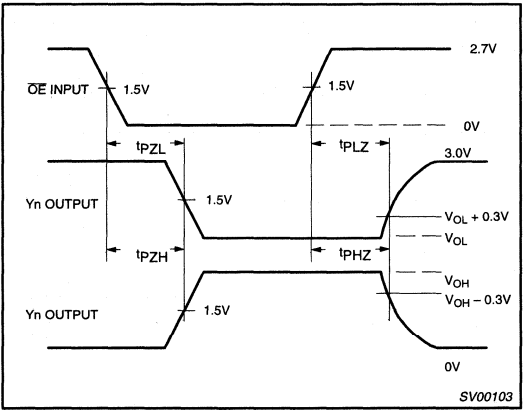 2.7V
O̅E̅ INPUT
1.5V
1.5V
0V
tPZL
tPLZ
3.0V
Yn OUTPUT
1.5V
VOL + 0.3V
VOL
tPZH
tPHZ
VOH
VOH – 0.3V
Yn OUTPUT
1.5V
0V
SV00103